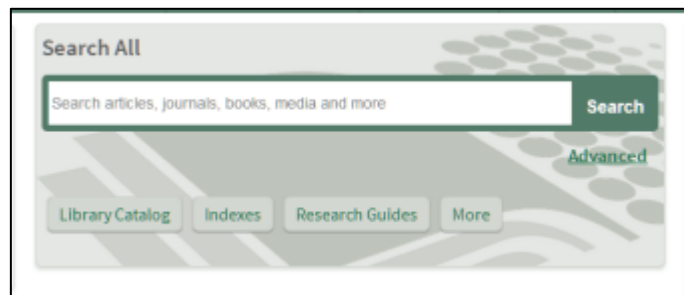 Search All
Search articles, journals, books, media and more Search
Advanced
Library Catalog Indexes Research Guides More